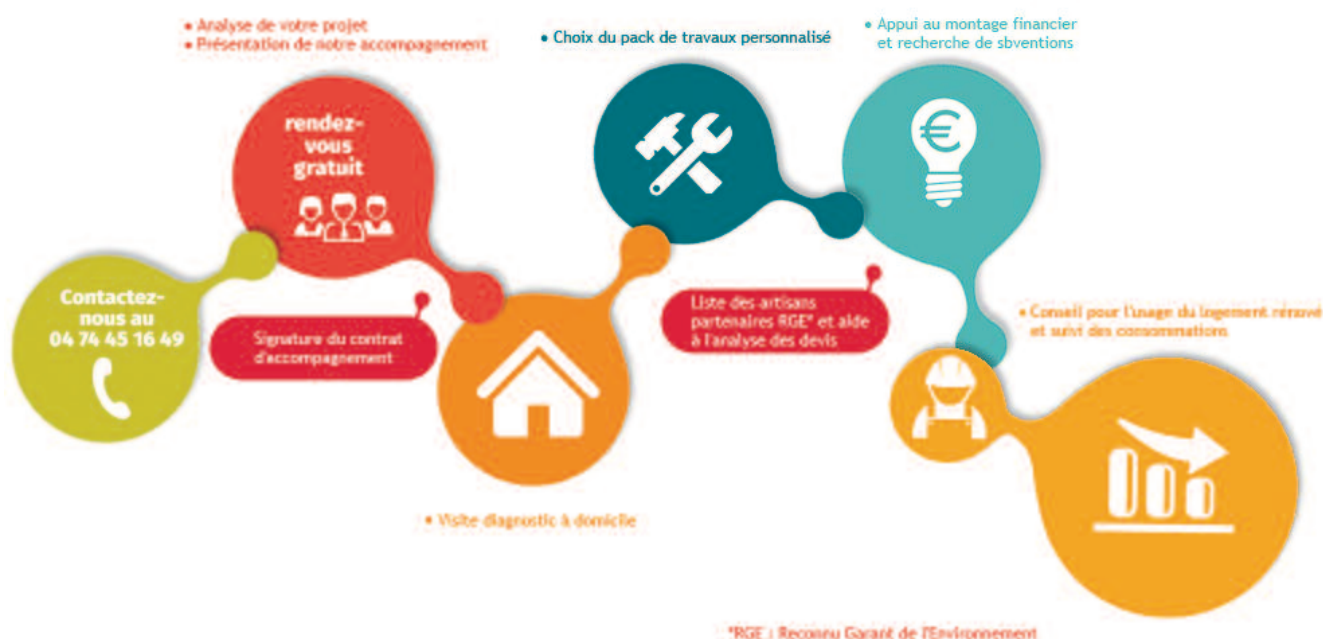 Contactez-
nous au
04 74 45 16 49
• Analyse de votre projet
• Présentation de notre accompagnement
rendez-
vous
gratuit
Signature du contrat
d'accompagnement
• Visite diagnostic à domicile
• Choix du pack de travaux personnalisé
Liste des artisans
partenaires RGE* et aide
à l'analyse des devis
• Appui au montage financier
et recherche de sbventions
€
• Conseil pour l'usage du logement rénové
et suivi des consommations
*RGE : Reconnu Garant de l'Environnement